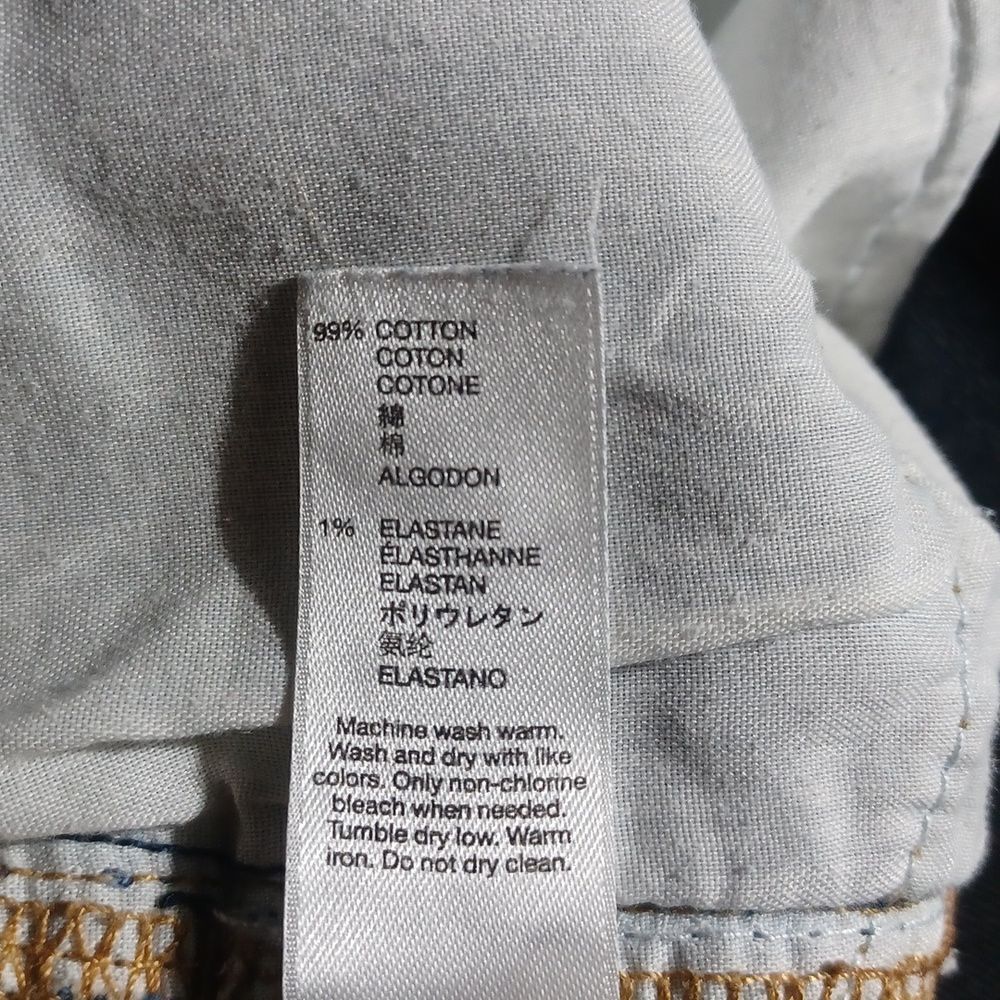 99% COTTON
COTON
COTONE
綿
棉
ALGODON
1% ELASTANE
ÉLASTHANNE
ELASTAN
ポリウレタン
氨纶
ELASTANO
Machine wash warm.
Wash and dry with like
colors. Only non-chlorine
bleach when needed.
Tumble dry low. Warm
iron. Do not dry clean.